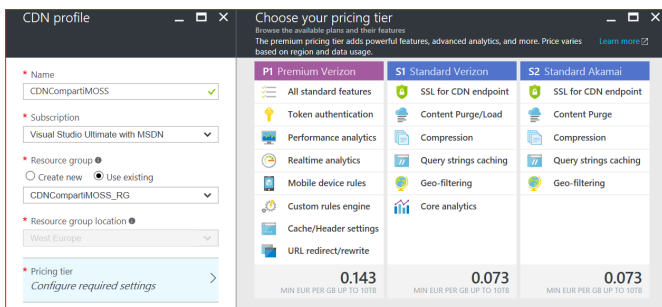 CDN profile
* Name
CDNCompartiMOSS
* Subscription
Visual Studio Ultimate with MSDN
* Resource group
Create new Use existing
CDNCompartiMOSS_RG
* Resource group location
West Europe
* Pricing tier
Configure required settings
Choose your pricing tier
Browse the available plans and their features
The premium pricing tier adds powerful features, advanced analytics, and more. Price varies
based on region and data usage.
Learn more
P1 Premium Verizon
All standard features
Token authentication
Performance analytics
Realtime analytics
Mobile device rules
Custom rules engine
Cache/Header settings
URL redirect/rewrite
0.143
MIN EUR PER GB UP TO 10TB
S1 Standard Verizon
SSL for CDN endpoint
Content Purge/Load
Compression
Query strings caching
Geo-filtering
Core analytics
0.073
MIN EUR PER GB UP TO 10TB
S2 Standard Akamai
SSL for CDN endpoint
Content Purge
Compression
Query strings caching
Geo-filtering
0.073
MIN EUR PER GB UP TO 10TB